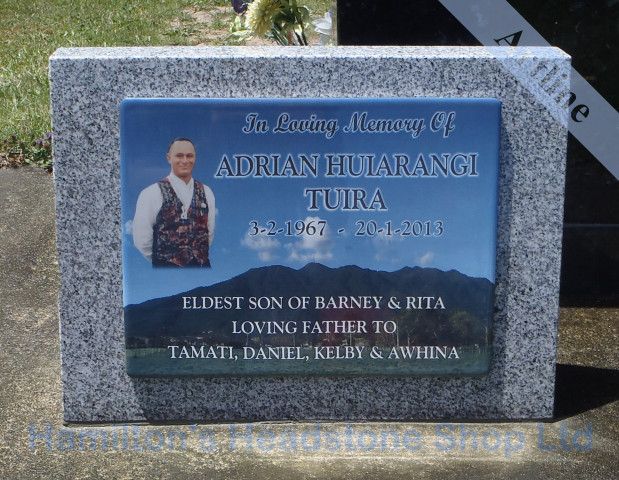 In Loving Memory Of
ADRIAN HUIARANGI
TUIRA
3-2-1967 - 20-1-2013
ELDEST SON OF BARNEY & RITA
LOVING FATHER TO
TAMATI, DANIEL, KELBY & AWHINA
Hamilton's Headstone Shop Ltd